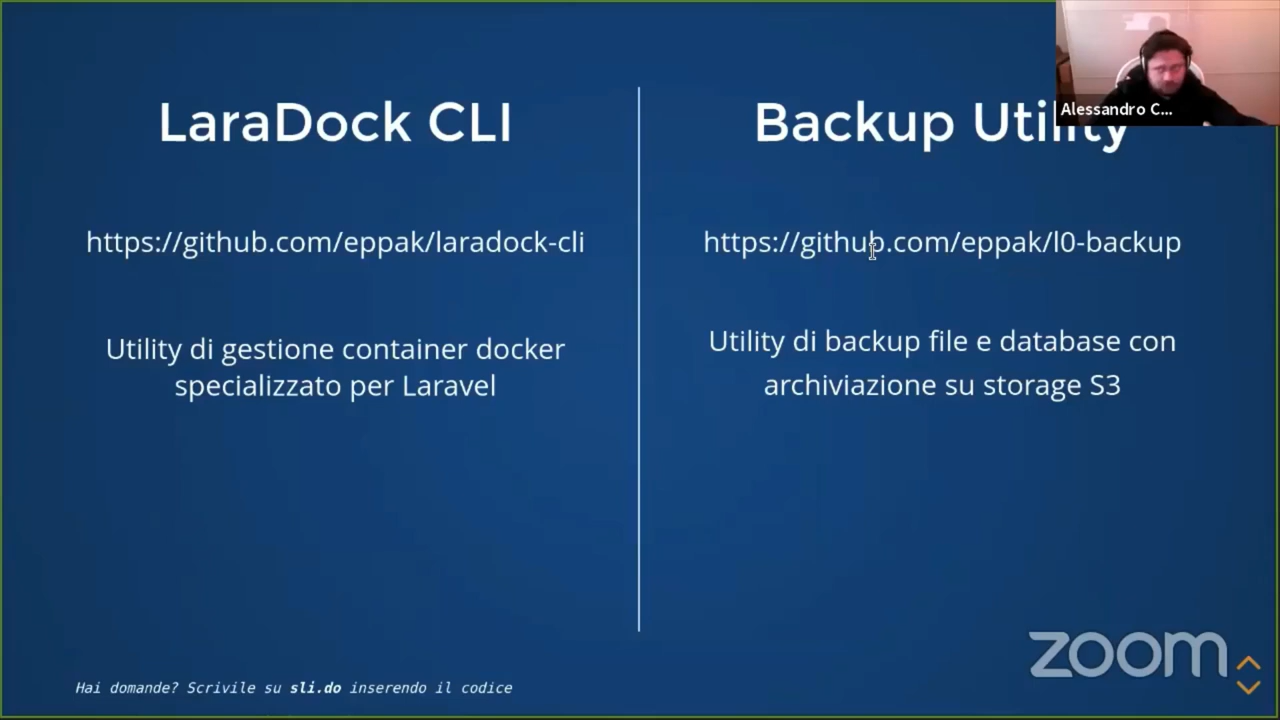 LaraDock CLI
https://github.com/eppak/laradock-cli
Utility di gestione container docker
specializzato per Laravel
Backup Utility
https://github.com/eppak/l0-backup
Utility di backup file e database con
archiviazione su storage S3
Alessandro C...
Hai domande? Scrivile su sli.do inserendo il codice
zoom